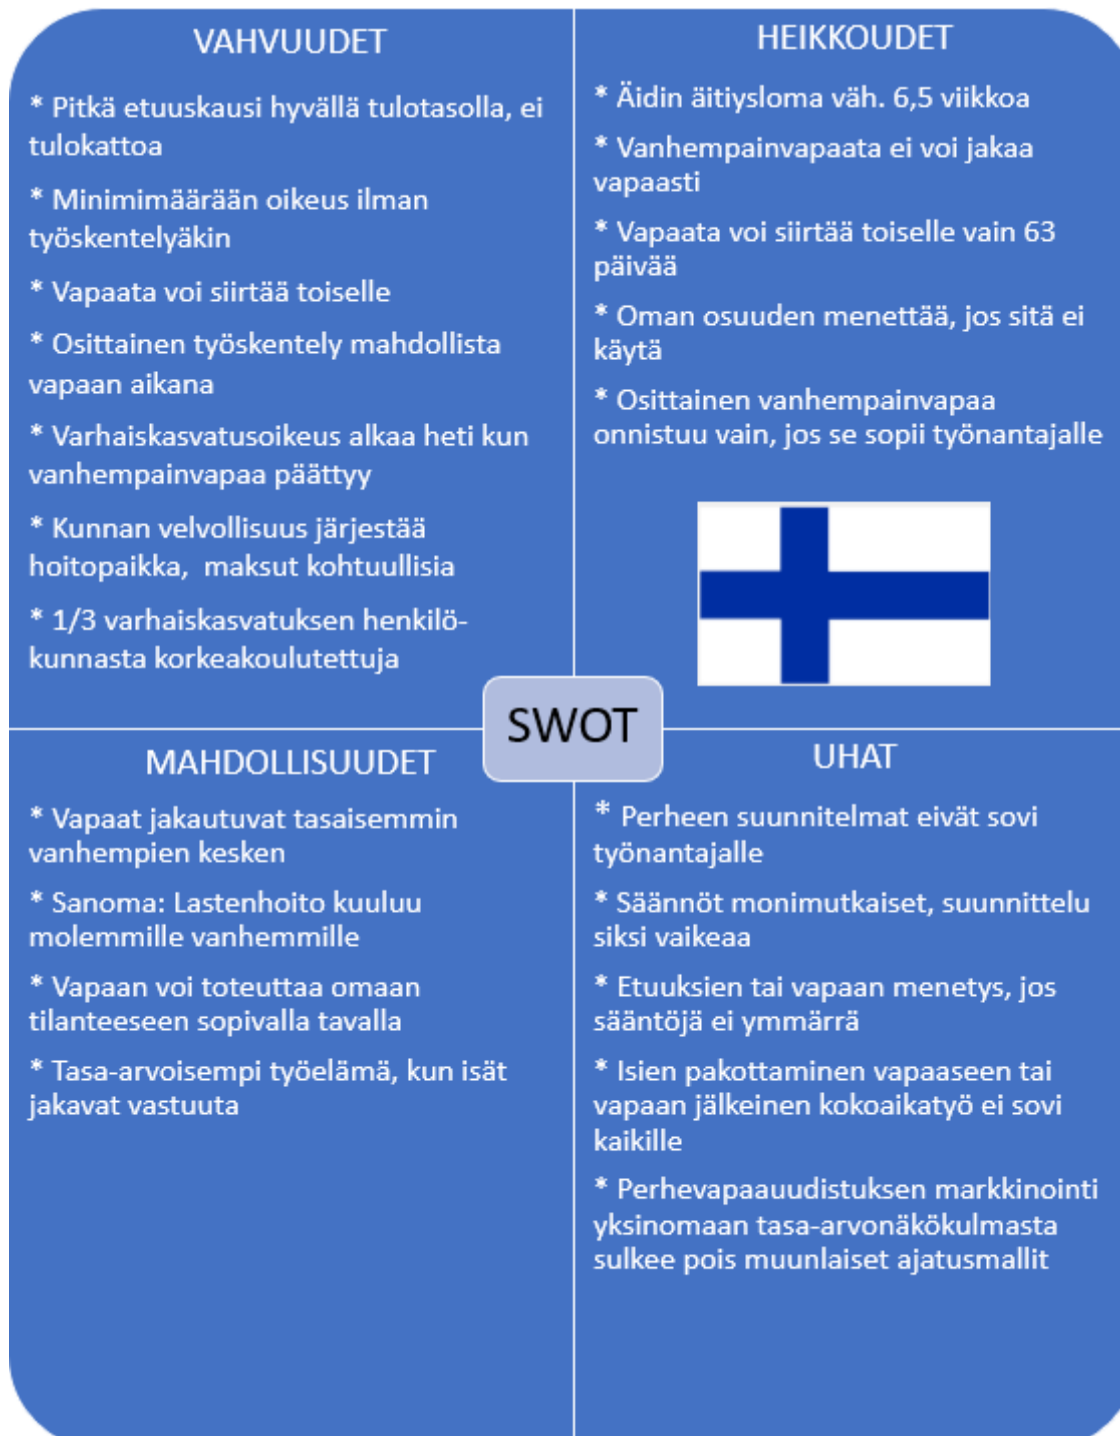 VAHVUUDET
* Pitkä etuuskausi hyvällä tulotasolla, ei
tulokattoa
* Minimimäärään oikeus ilman
työskentelyäkin
* Vapaata voi siirtää toiselle
* Osittainen työskentely mahdollista
vapaan aikana
* Varhaiskasvatusoikeus alkaa heti kun
vanhempainvapaa päättyy
* Kunnan velvollisuus järjestää
hoitopaikka,  maksut kohtuullisia
* 1/3 varhaiskasvatuksen henkilö-
kunnasta korkeakoulutettuja
HEIKKOUDET
* Äidin äitiysloma väh. 6,5 viikkoa
* Vanhempainvapaata ei voi jakaa
vapaasti
* Vapaata voi siirtää toiselle vain 63
päivää
* Oman osuuden menettää, jos sitä ei
käytä
* Osittainen vanhempainvapaa
onnistuu vain, jos se sopii työnantajalle
SWOT
MAHDOLLISUUDET
* Vapaat jakautuvat tasaisemmin
vanhempien kesken
* Sanoma: Lastenhoito kuuluu
molemmille vanhemmille
* Vapaan voi toteuttaa omaan
tilanteeseen sopivalla tavalla
* Tasa-arvoisempi työelämä, kun isät
jakavat vastuuta
UHAT
* Perheen suunnitelmat eivät sovi
työnantajalle
* Säännöt monimutkaiset, suunnittelu
siksi vaikeaa
* Etuuksien tai vapaan menetys, jos
sääntöjä ei ymmärrä
* Isien pakottaminen vapaaseen tai
vapaan jälkeinen kokoaikatyö ei sovi
kaikille
* Perhevapaauudistuksen markkinointi
yksinomaan tasa-arvonäkökulmasta
sulkee pois muunlaiset ajatusmallit